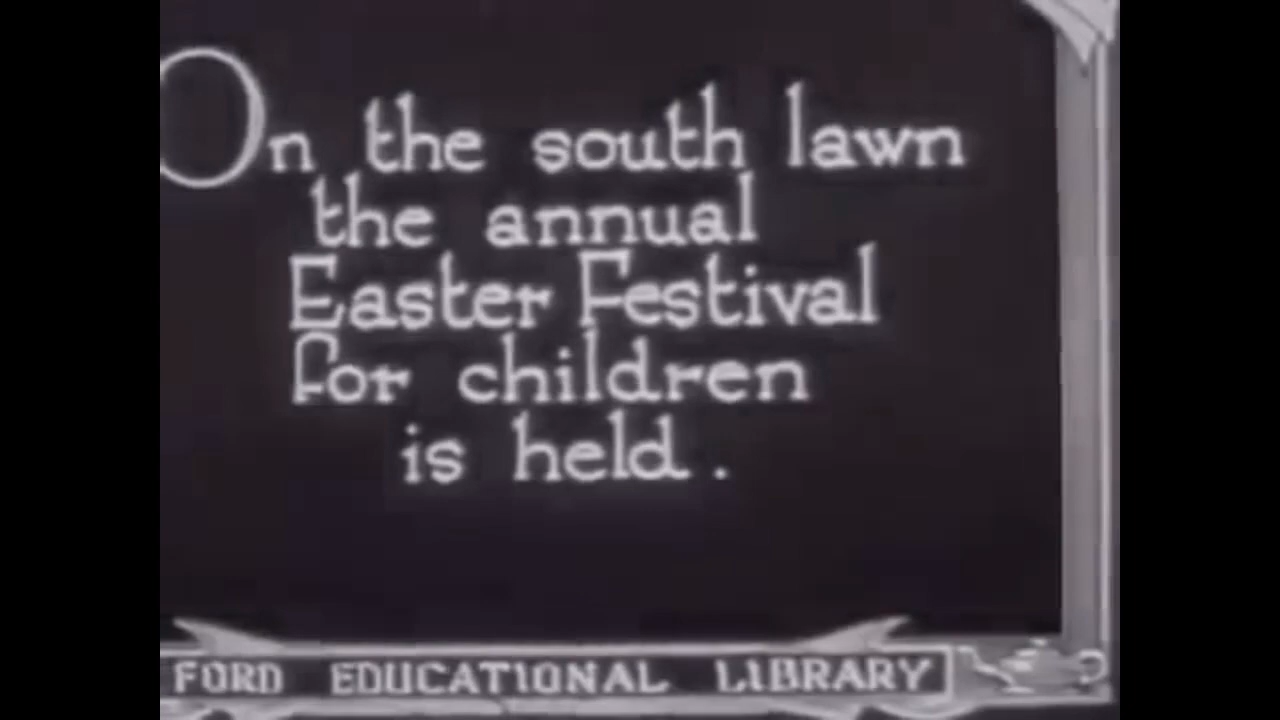 On the south lawn
the annual
Easter Festival
for children
is held.
FORD EDUCATIONAL LIBRARY